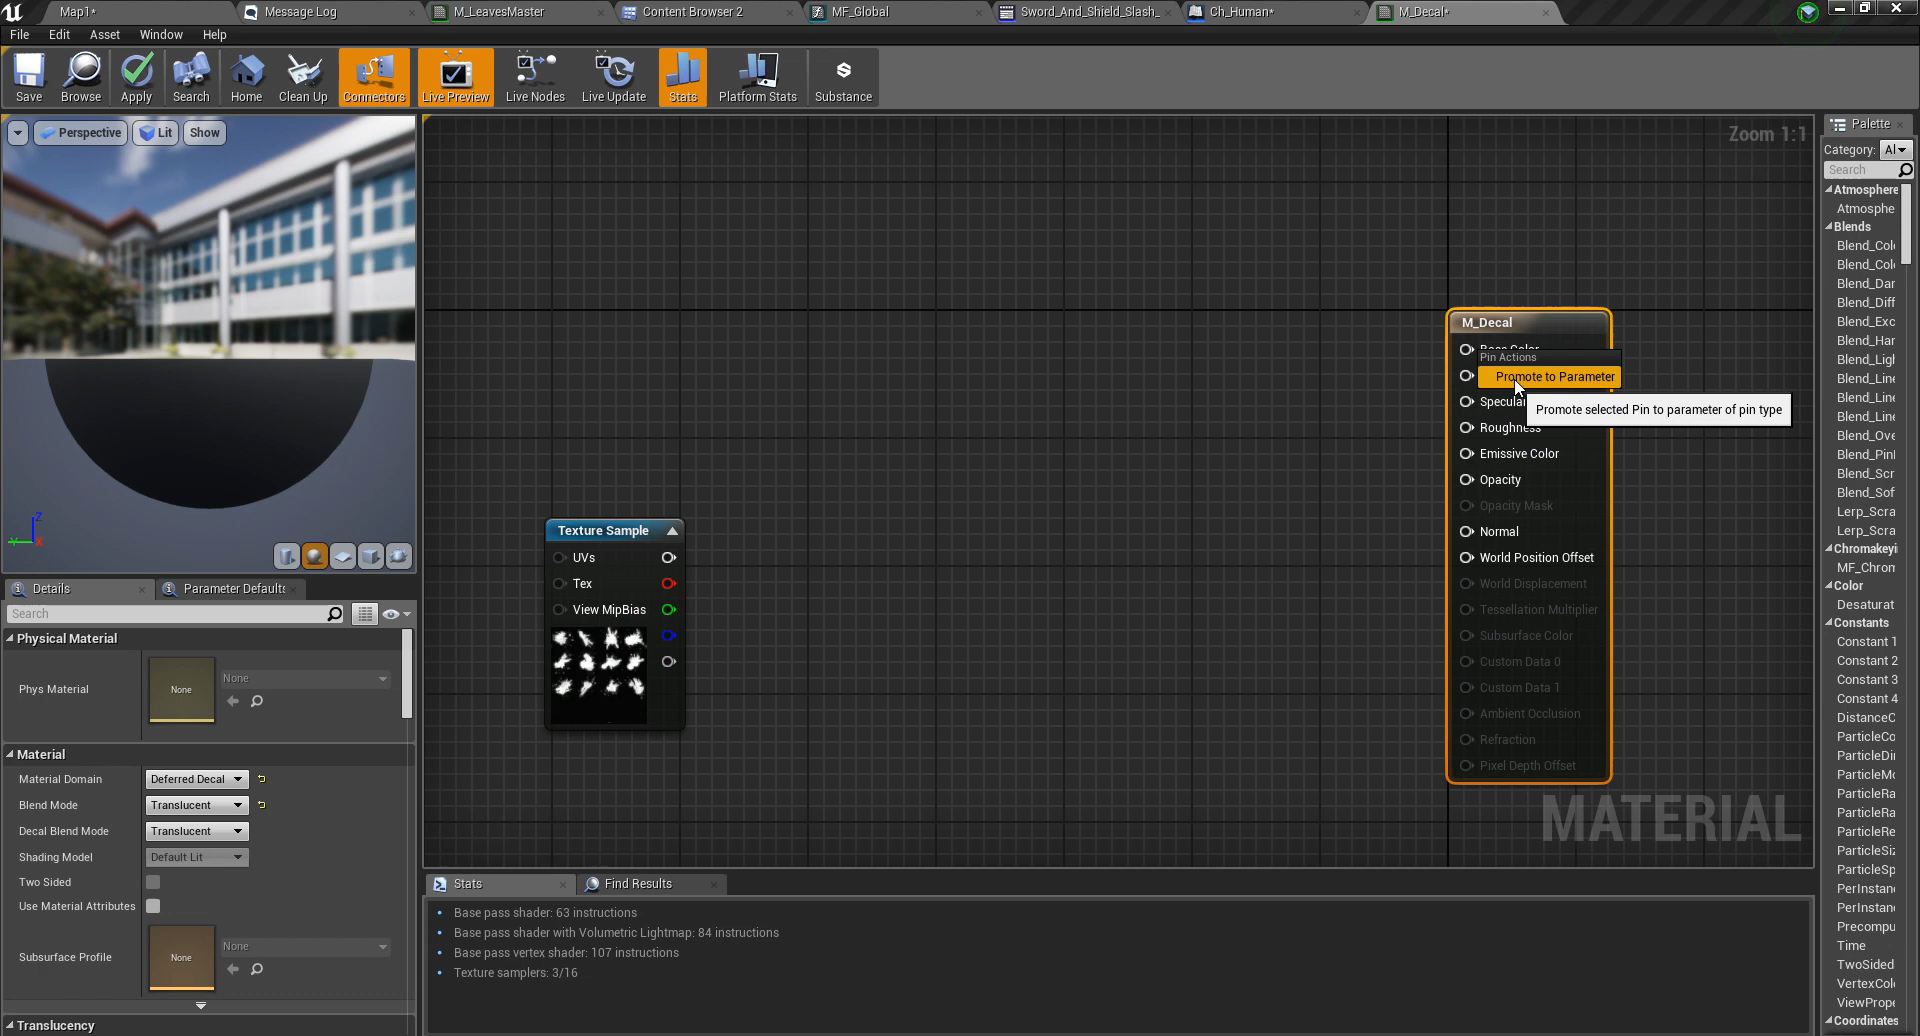 Map1*
Message Log
M_LeavesMaster
Content Browser 2
MF_Global
Sword_And_Shield_Slash_
Ch_Human*
M_Decal*
File
Edit
Asset
Window
Help
Save
Browse
Apply
Search
Home
Clean Up
Connectors
Live Preview
Live Nodes
Live Update
Stats
Platform Stats
Substance
Perspective
Lit
Show
Zoom 1:1
Z
Y
X
Details
Parameter Defaults
Search
Physical Material
Phys Material
None
None
Material
Material Domain
Deferred Decal
Blend Mode
Translucent
Decal Blend Mode
Translucent
Shading Model
Default Lit
Two Sided
Use Material Attributes
Subsurface Profile
None
None
Translucency
Texture Sample
UVs
Tex
View MipBias
M_Decal
Base Color
Pin Actions
Promote to Parameter
Promote selected Pin to parameter of pin type
Specular
Roughness
Emissive Color
Opacity
Opacity Mask
Normal
World Position Offset
World Displacement
Tessellation Multiplier
Subsurface Color
Custom Data 0
Custom Data 1
Ambient Occlusion
Refraction
Pixel Depth Offset
MATERIAL
Stats
Find Results
Base pass shader: 63 instructions
Base pass shader with Volumetric Lightmap: 84 instructions
Base pass vertex shader: 107 instructions
Texture samplers: 3/16
Palette
Category:
Al
Search
Atmosphere
Atmosphe
Blends
Blend_Col
Blend_Col
Blend_Dar
Blend_Diff
Blend_Exc
Blend_Har
Blend_Ligh
Blend_Line
Blend_Line
Blend_Line
Blend_Ove
Blend_Pinl
Blend_Scr
Blend_Sof
Lerp_Scra
Lerp_Scra
Chromakeyi
MF_Chrom
Color
Desaturat
Constants
Constant 1
Constant 2
Constant 3
Constant 4
DistanceC
ParticleCo
ParticleDir
ParticleMo
ParticleRa
ParticleRa
ParticleRe
ParticleSiz
ParticleSp
PerInstanc
PerInstanc
Precompu
Time
TwoSided
VertexColo
ViewPrope
Coordinates